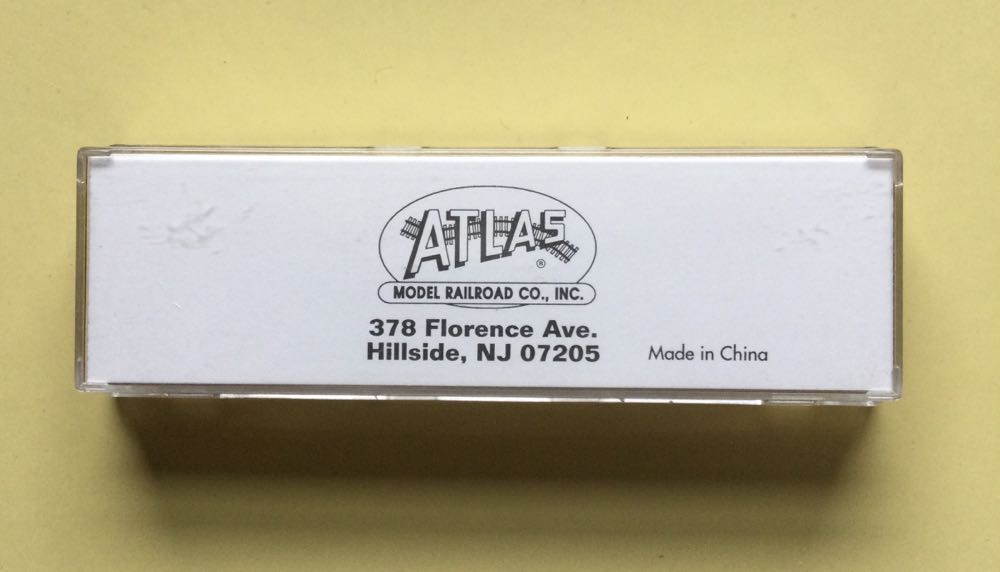 ATLAS®
MODEL RAILROAD CO., INC.
378 Florence Ave.
Hillside, NJ 07205
Made in China